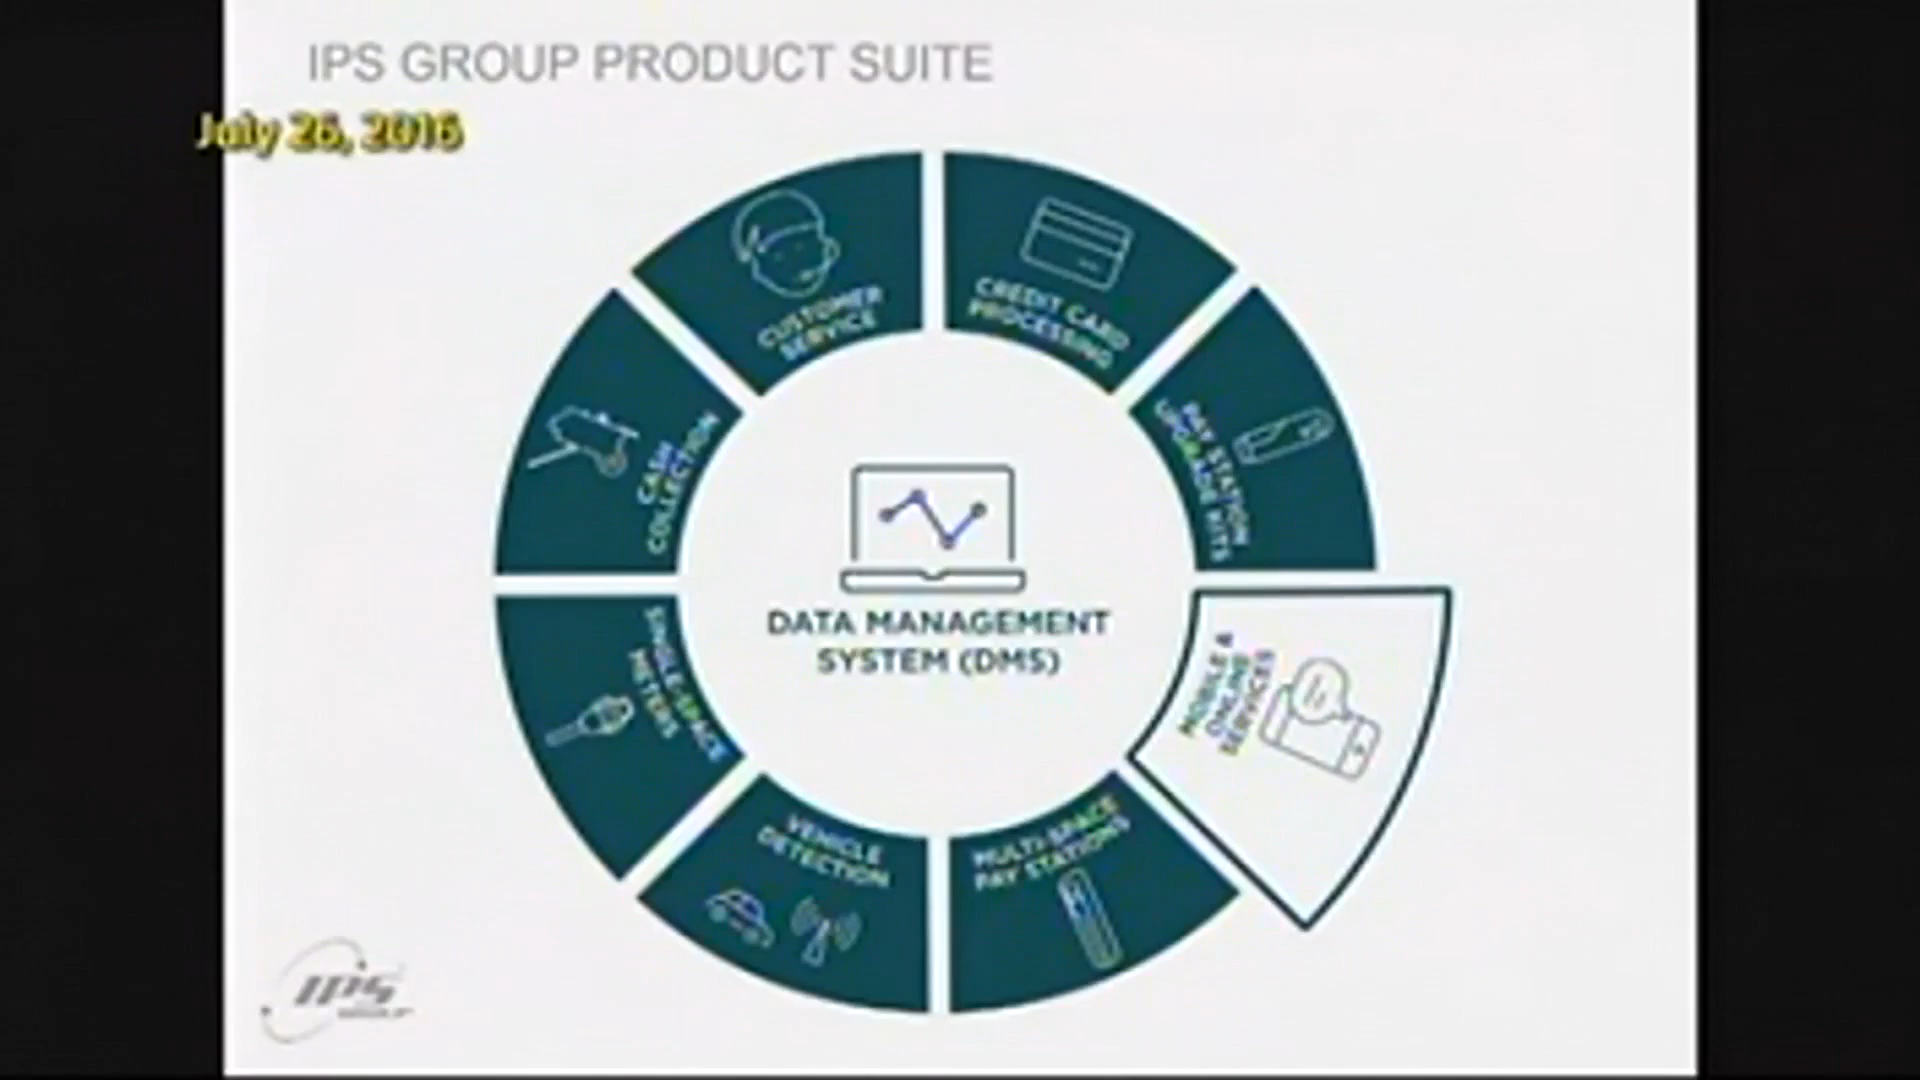 IPS GROUP PRODUCT SUITE
July 26, 2016
CUSTOMER
SERVICE
CREDIT CARD
PROCESSING
PAY STATION
UPGRADE KITS
MOBILE &
ONLINE
SERVICES
MULTI-SPACE
PAY STATIONS
VEHICLE
DETECTION
SINGLE-SPACE
METERS
CASH
COLLECTION
DATA MANAGEMENT
SYSTEM (DMS)
IPS
GROUP